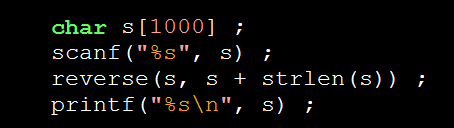 char s[1000] ;
scanf("%s", s) ;
reverse(s, s + strlen(s)) ;
printf("%s\n", s) ;